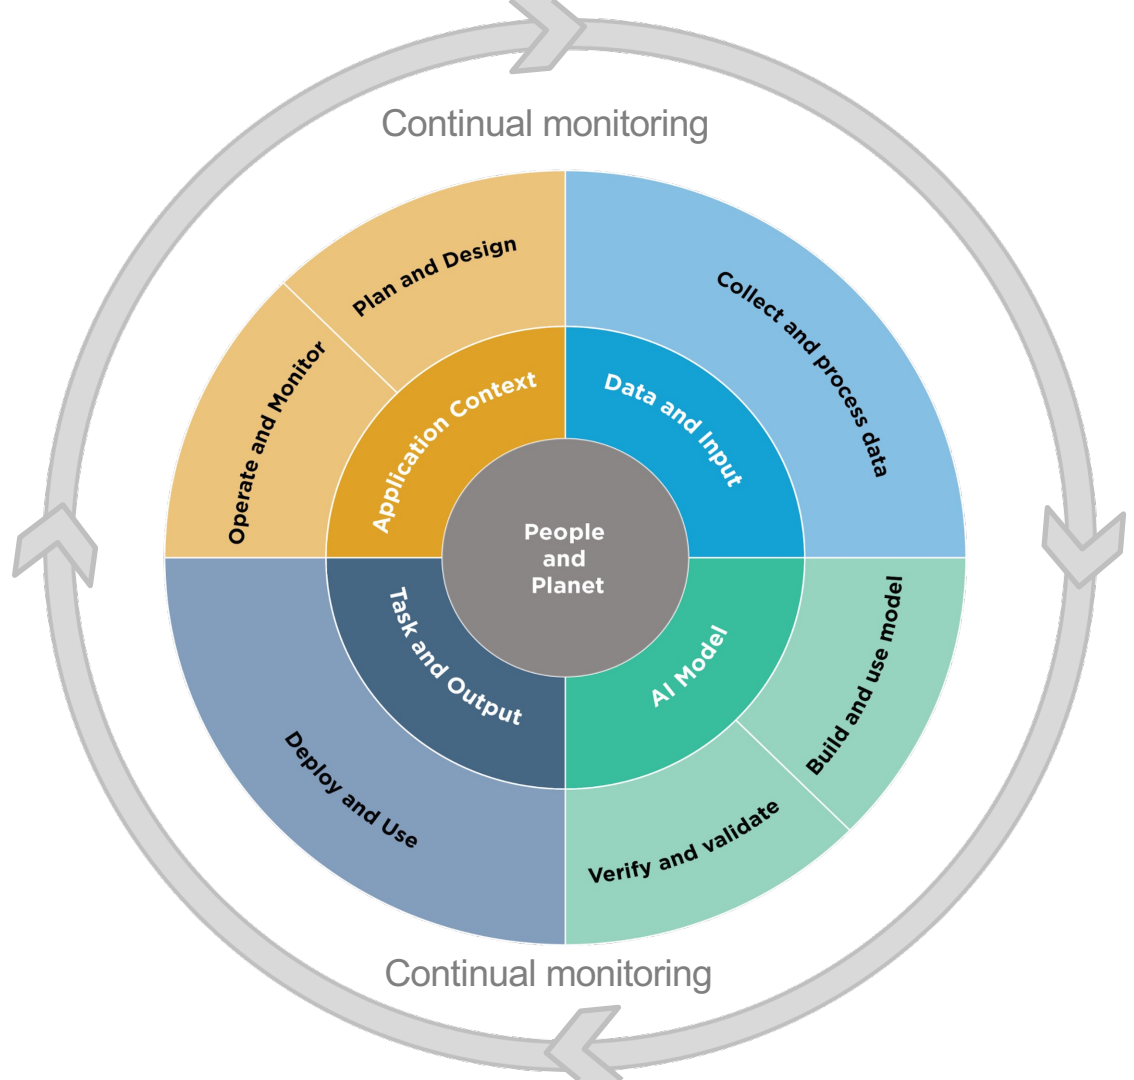 Continual monitoring
Plan and Design
Collect and process data
Operate and Monitor
Application Context
Data and Input
People
and
Planet
Task and Output
AI Model
Build and use model
Deploy and Use
Verify and validate
Continual monitoring